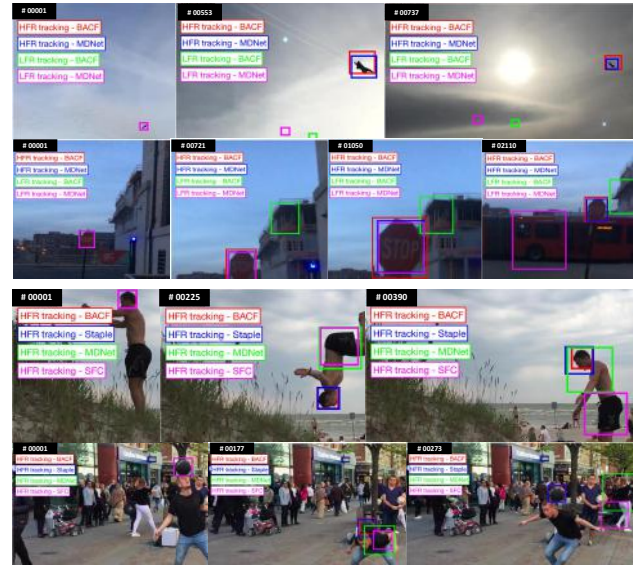 # 00001
HFR tracking - BACF
HFR tracking - MDNet
LFR tracking - BACF
LFR tracking - MDNet
# 00553
HFR tracking - BACF
HFR tracking - MDNet
LFR tracking - BACF
LFR tracking - MDNet
# 00737
HFR tracking - BACF
HFR tracking - MDNet
LFR tracking - BACF
LFR tracking - MDNet
# 00001
HFR tracking - BACF
HFR tracking - MDNet
LFR tracking - BACF
LFR tracking - MDNet
# 00721
HFR tracking - BACF
HFR tracking - MDNet
LFR tracking - BACF
LFR tracking - MDNet
# 01050
HFR tracking - BACF
HFR tracking - MDNet
LFR tracking - BACF
LFR tracking - MDNet
STOP
# 02110
HFR tracking - BACF
HFR tracking - MDNet
LFR tracking - BACF
LFR tracking - MDNet
# 00001
HFR tracking - BACF
HFR tracking - Staple
HFR tracking - MDNet
HFR tracking - SFC
# 00225
HFR tracking - BACF
HFR tracking - Staple
HFR tracking - MDNet
HFR tracking - SFC
# 00390
HFR tracking - BACF
HFR tracking - Staple
HFR tracking - MDNet
HFR tracking - SFC
# 00001
HFR tracking - BACF
HFR tracking - Staple
HFR tracking - MDNet
HFR tracking - SFC
# 00177
HFR tracking - BACF
HFR tracking - Staple
HFR tracking - MDNet
HFR tracking - SFC
# 00273
HFR tracking - BACF
HFR tracking - Staple
HFR tracking - MDNet
HFR tracking - SFC